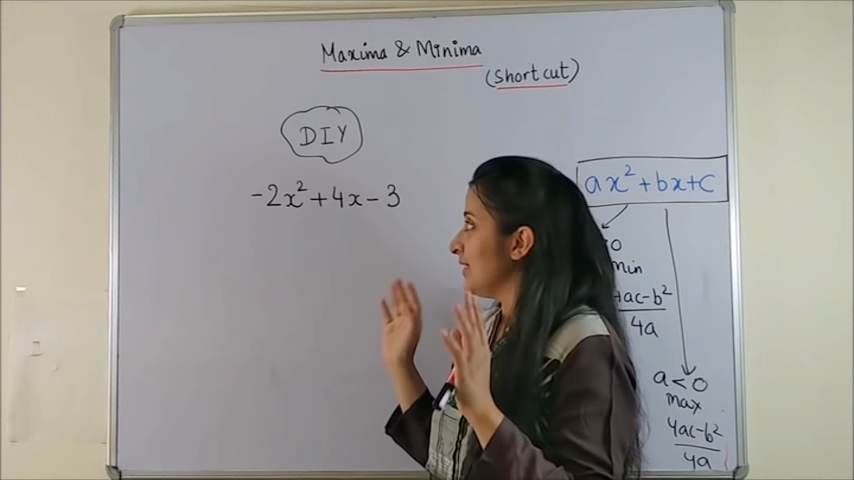 Maxima & Minima
(Short cut)
DIY
-2x² + 4x - 3
ax² + bx + c
min
4ac-b²
4a
a < 0
max
4ac-b²
4a